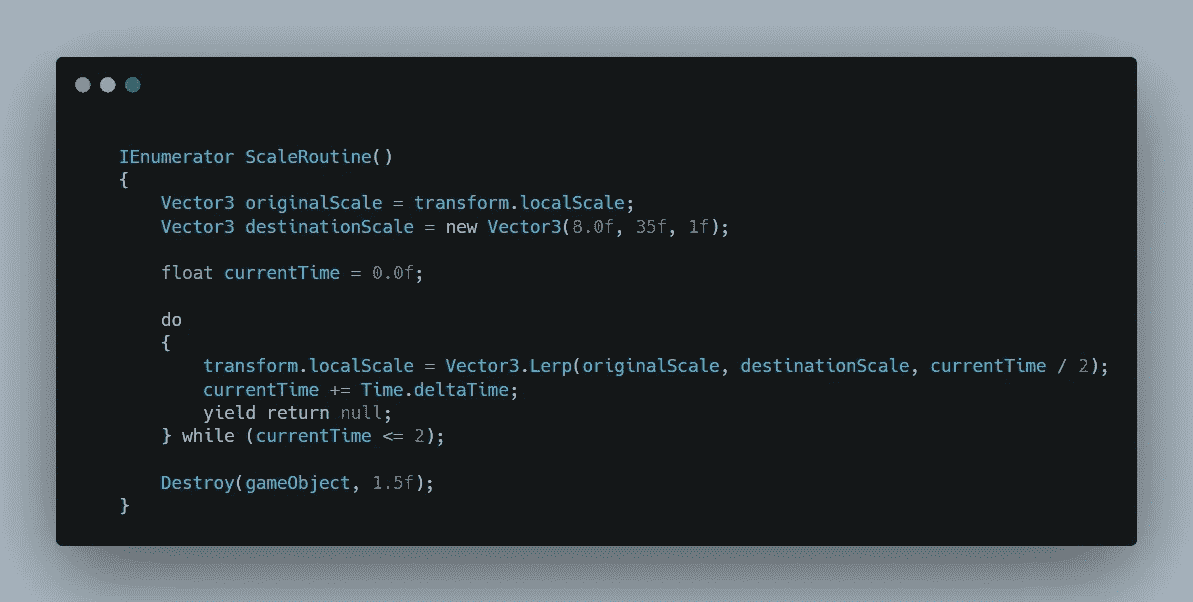 IEnumerator ScaleRoutine()
{
    Vector3 originalScale = transform.localScale;
    Vector3 destinationScale = new Vector3(8.0f, 35f, 1f);

    float currentTime = 0.0f;

    do
    {
        transform.localScale = Vector3.Lerp(originalScale, destinationScale, currentTime / 2);
        currentTime += Time.deltaTime;
        yield return null;
    } while (currentTime <= 2);

    Destroy(gameObject, 1.5f);
}